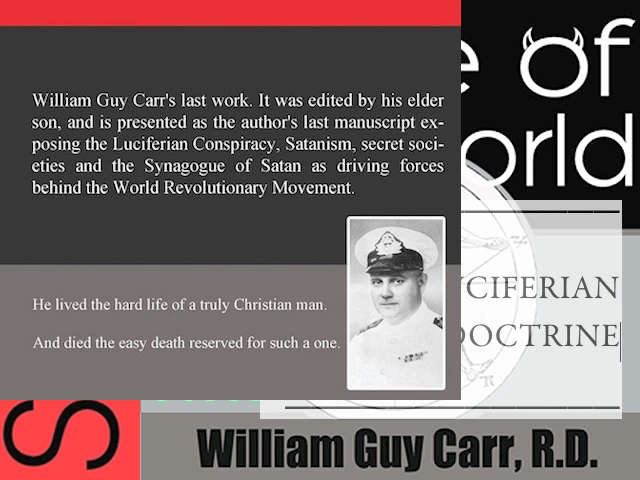 William Guy Carr's last work. It was edited by his elder
son, and is presented as the author's last manuscript ex-
posing the Luciferian Conspiracy, Satanism, secret soci-
eties and the Synagogue of Satan as driving forces
behind the World Revolutionary Movement.
He lived the hard life of a truly Christian man.
And died the easy death reserved for such a one.
e of
orld
UCIFERIAN
DOCTRINE
S
William Guy Carr, R.D.